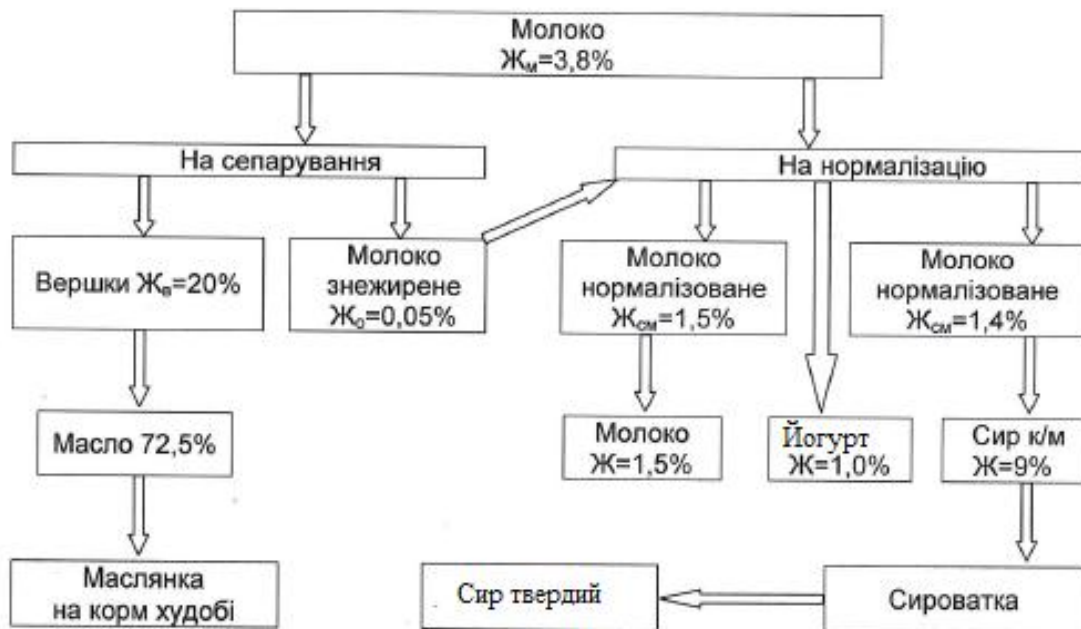 Молоко
Жм=3,8%
На сепарування
На нормалізацію
Вершки Жв=20%
Молоко
знежирене
Жо=0,05%
Молоко
нормалізоване
Жсм=1,5%
Молоко
нормалізоване
Жсм=1,4%
Масло 72,5%
Молоко
Ж=1,5%
Йогурт
Ж=1,0%
Сир к/м
Ж=9%
Маслянка
на корм худобі
Сир твердий
Сироватка